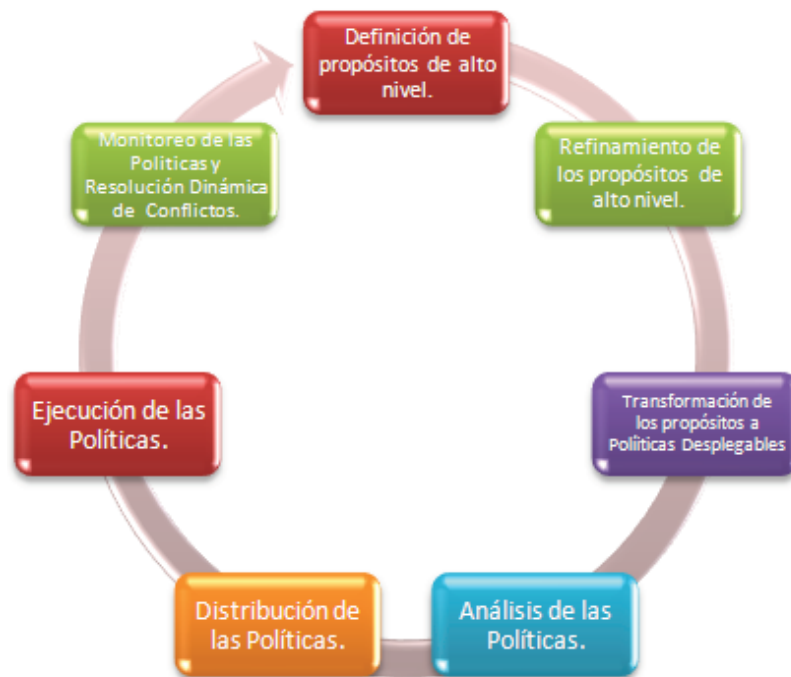 Definición de
propósitos de alto
nivel.
Refinamiento de
los propósitos de
alto nivel.
Transformación de
los propósitos a
Políticas Desplegables
Análisis de las
Políticas.
Distribución de
las Políticas.
Ejecución de las
Políticas.
Monitoreo de las
Politicas y
Resolución Dinámica
de Conflictos.